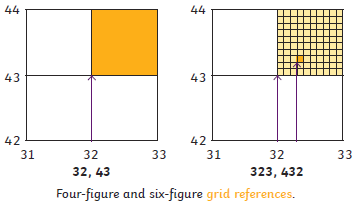 44 44
43 43
42 42
31 32 33 31 32 33
32, 43 323, 432
Four-figure and six-figure grid references.